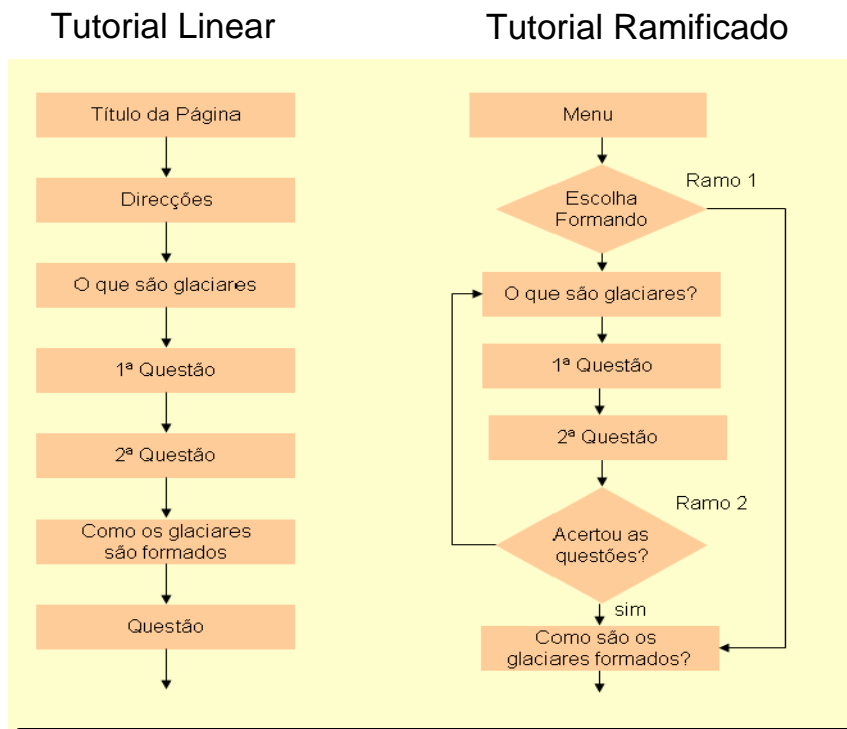 Tutorial Linear
Tutorial Ramificado
Título da Página
Direcções
O que são glaciares
1ª Questão
2ª Questão
Como os glaciares
são formados
Questão
Menu
Ramo 1
Escolha
Formando
O que são glaciares?
1ª Questão
2ª Questão
Ramo 2
Acertou as
questões?
sim
Como são os
glaciares formados?